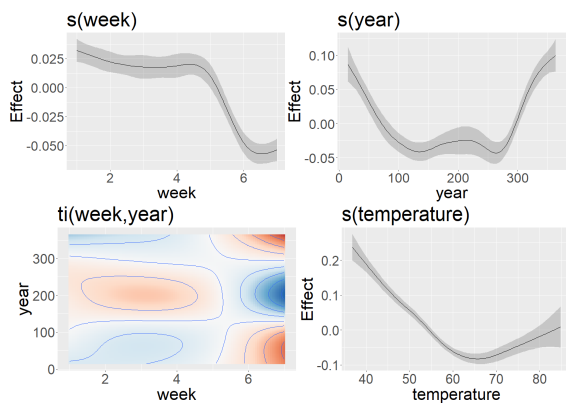 s(week)
Effect
0.025
0.000
-0.025
-0.050
2
4
6
week
s(year)
Effect
0.10
0.05
0.00
-0.05
0
100
200
300
year
ti(week,year)
year
300
200
100
0
2
4
6
week
s(temperature)
Effect
0.2
0.1
0.0
-0.1
40
50
60
70
80
temperature